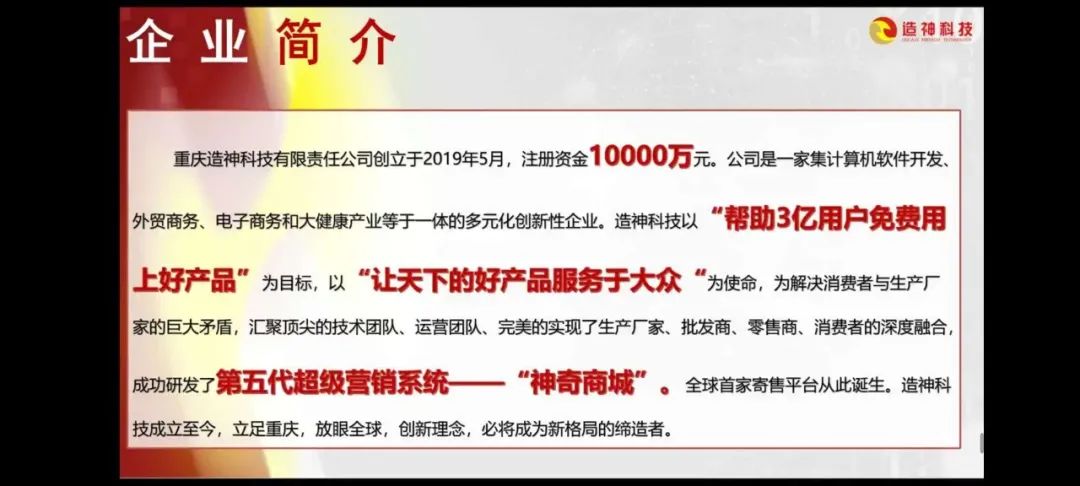 企业简介
造神科技
重庆造神科技有限责任公司创立于2019年5月，注册资金10000万元。公司是一家集计算机软件开发、
外贸商务、电子商务和大健康产业等于一体的多元化创新性企业。造神科技以“帮助3亿用户免费用
上好产品”为目标，以“让天下的好产品服务于大众“为使命，为解决消费者与生产厂
家的巨大矛盾，汇聚顶尖的技术团队、运营团队、完美的实现了生产厂家、批发商、零售商、消费者的深度融合，
成功研发了第五代超级营销系统——“神奇商城”。全球首家寄售平台从此诞生。造神科
技成立至今，立足重庆，放眼全球，创新理念，必将成为新格局的缔造者。